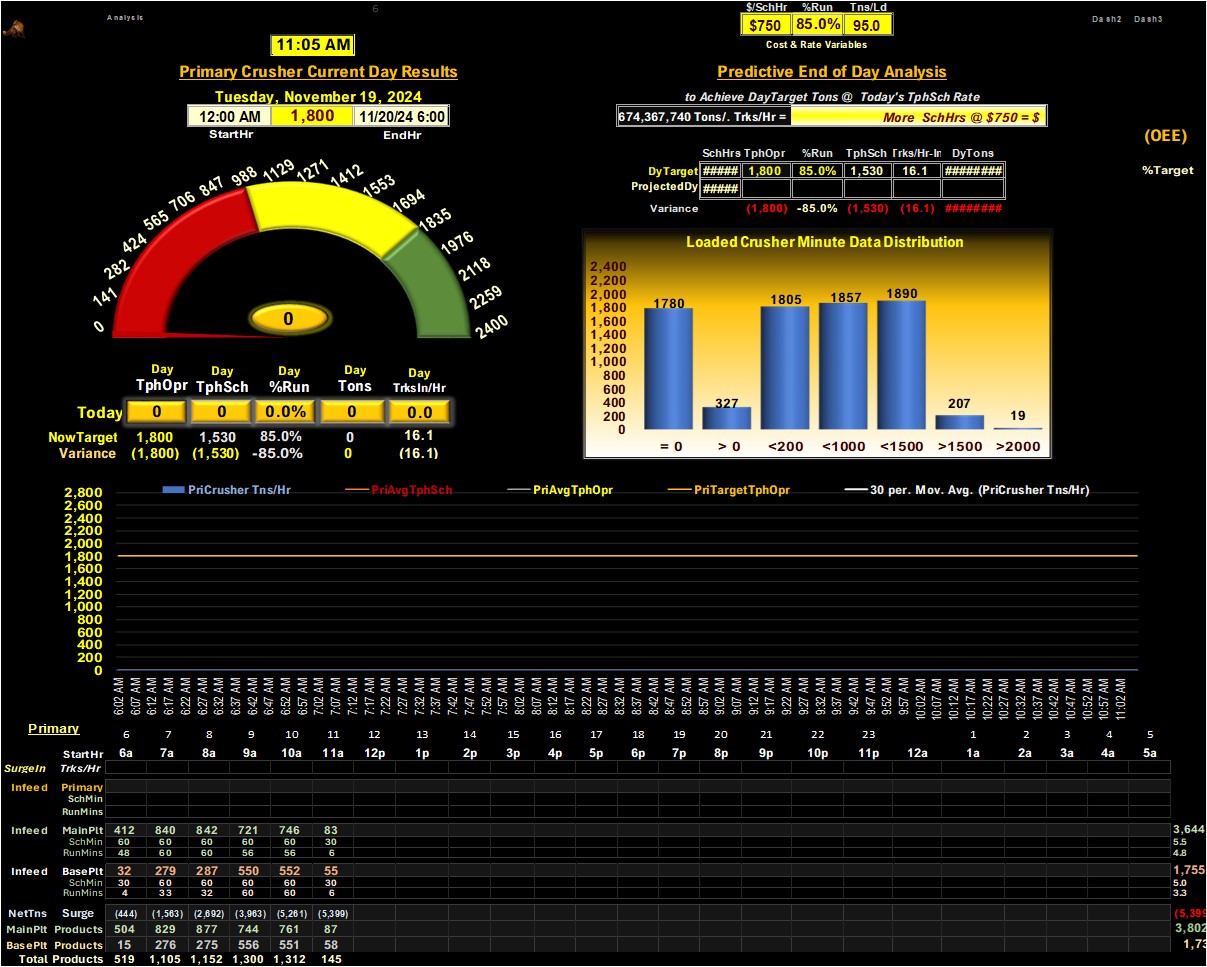 6
Analysis
$/SchHr %Run Tns/Ld
$750 85.0% 95.0
Cost & Rate Variables
Dash2 Dash3
11:05 AM
Primary Crusher Current Day Results
Tuesday, November 19, 2024
12:00 AM 1,800 11/20/24 6:00
StartHr EndHr
0 141 282 424 565 706 847 988 1129 1271 1412 1553 1694 1835 1976 2118 2259 2400
0
Day Day Day Day Day
TphOpr TphSch %Run Tons TrksIn/Hr
Today 0 0 0.0% 0 0.0
NowTarget 1,800 1,530 85.0% 0 16.1
Variance (1,800) (1,530) -85.0% 0 (16.1)
Predictive End of Day Analysis
to Achieve DayTarget Tons @ Today's TphSch Rate
674,367,740 Tons/. Trks/Hr = More SchHrs @ $750 = $
(OEE)
%Target
SchHrs TphOpr %Run TphSch Trks/Hr-In DyTons
DyTarget ##### 1,800 85.0% 1,530 16.1 ########
ProjectedDy #####
Variance (1,800) -85.0% (1,530) (16.1) ########
Loaded Crusher Minute Data Distribution
2,400
2,200
2,000
1,800
1,600
1,400
1,200
1,000
800
600
400
200
0
1780 327 1805 1857 1890 207 19
= 0 > 0 <200 <1000 <1500 >1500 >2000
PriCrusher Tns/Hr PriAvgTphSch PriAvgTphOpr PriTargetTphOpr 30 per. Mov. Avg. (PriCrusher Tns/Hr)
2,800
2,600
2,400
2,200
2,000
1,800
1,600
1,400
1,200
1,000
800
600
400
200
0
6:02 AM 6:07 AM 6:12 AM 6:17 AM 6:22 AM 6:27 AM 6:32 AM 6:37 AM 6:42 AM 6:47 AM 6:52 AM 6:57 AM 7:02 AM 7:07 AM 7:12 AM 7:17 AM 7:22 AM 7:27 AM 7:32 AM 7:37 AM 7:42 AM 7:47 AM 7:52 AM 7:57 AM 8:02 AM 8:07 AM 8:12 AM 8:17 AM 8:22 AM 8:27 AM 8:32 AM 8:37 AM 8:42 AM 8:47 AM 8:52 AM 8:57 AM 9:02 AM 9:07 AM 9:12 AM 9:17 AM 9:22 AM 9:27 AM 9:32 AM 9:37 AM 9:42 AM 9:47 AM 9:52 AM 9:57 AM 10:02 AM 10:07 AM 10:12 AM 10:17 AM 10:22 AM 10:27 AM 10:32 AM 10:37 AM 10:42 AM 10:47 AM 10:52 AM 10:57 AM 11:02 AM
Primary
6 7 8 9 10 11 12 13 14 15 16 17 18 19 20 21 22 23 1 2 3 4 5
StartHr 6a 7a 8a 9a 10a 11a 12p 1p 2p 3p 4p 5p 6p 7p 8p 9p 10p 11p 12a 1a 2a 3a 4a 5a
SurgeIn Trks/Hr
Infeed Primary
SchMin
RunMins
Infeed MainPlt 412 840 842 721 746 83 3,644
SchMin 60 60 60 60 60 30 5.5
RunMins 48 60 60 56 56 6 4.8
Infeed BasePlt 32 279 287 550 552 55 1,755
SchMin 30 60 60 60 60 30 5.0
RunMins 4 33 32 60 60 6 3.3
NetTns Surge (444) (1,563) (2,692) (3,963) (5,261) (5,399) (5,399
MainPlt Products 504 829 877 744 761 87 3,802
BasePlt Products 15 276 275 556 551 58 1,73
Total Products 519 1,105 1,152 1,300 1,312 145